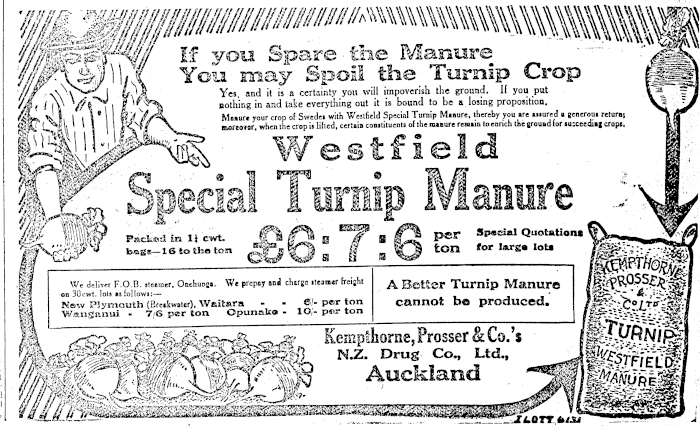 If you Spare the Manure
You may Spoil the Turnip Crop
Yes, and it is a certainty you will impoverish the ground. If you put
nothing in and take everything out it is bound to be a losing proposition.
Manure your crop of Swedes with Westfield Special Turnip Manure, thereby you are assured a generous return;
moreover, when the crop is lifted, certain constituents of the manure remain to enrich the ground for succeeding crops.
Westfield
Special Turnip Manure
Packed in 1¼ cwt.
bags—16 to the ton
£6:7:6 per ton
Special Quotations
for large lots
We deliver F.O.B. steamer, Onehunga. We prepay and charge steamer freight
on 30cwt. lots as follows:—
New Plymouth (Breakwater), Waitara - - 6/- per ton
Wanganui - 7/6 per ton Opunake - 10/- per ton
A Better Turnip Manure
cannot be produced.
Kempthorne, Prosser & Co.'s
N.Z. Drug Co., Ltd.,
Auckland
KEMPTHORNE
PROSSER
&
Co LTD
TURNIP
WESTFIELD
MANURE